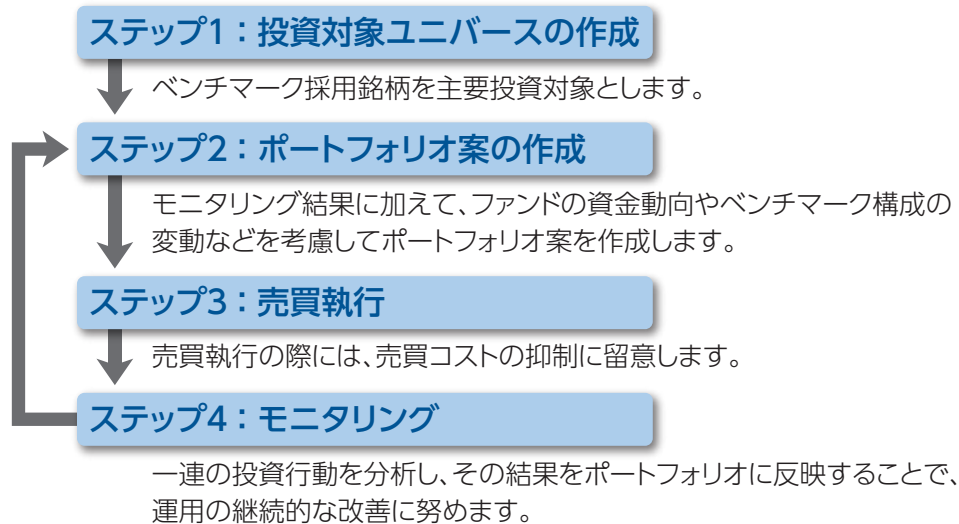 ステップ1：投資対象ユニバースの作成
ベンチマーク採用銘柄を主要投資対象とします。
ステップ2：ポートフォリオ案の作成
モニタリング結果に加えて、ファンドの資金動向やベンチマーク構成の
変動などを考慮してポートフォリオ案を作成します。
ステップ3：売買執行
売買執行の際には、売買コストの抑制に留意します。
ステップ4：モニタリング
一連の投資行動を分析し、その結果をポートフォリオに反映することで、
運用の継続的な改善に努めます。